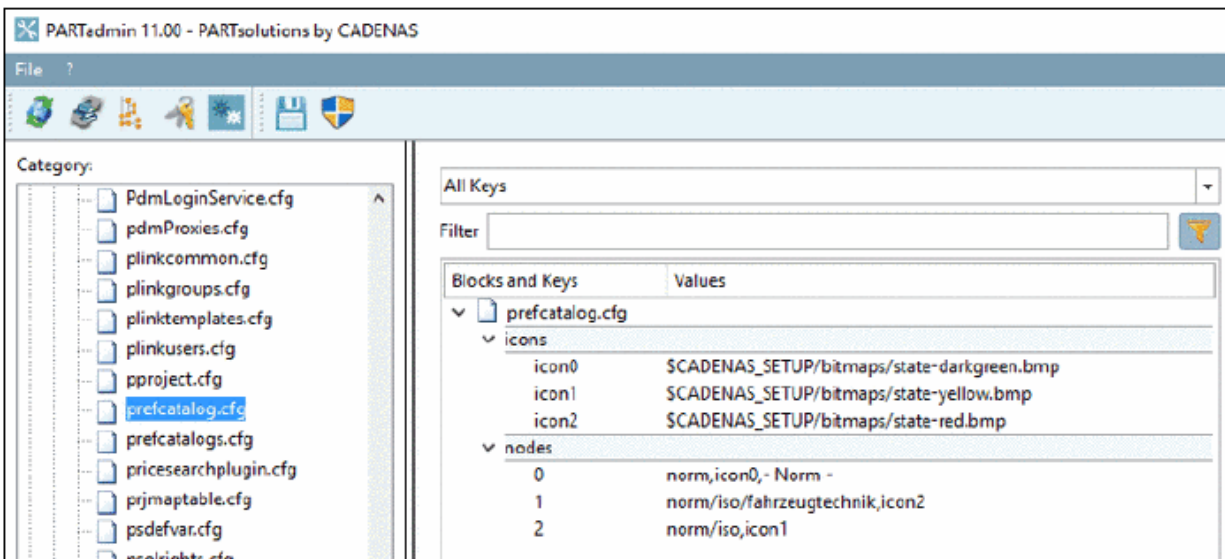 PARTadmin 11.00 - PARTsolutions by CADENAS
File ?
Category:
PdmLoginService.cfg
pdmProxies.cfg
plinkcommon.cfg
plinkgroups.cfg
plinktemplates.cfg
plinkusers.cfg
pproject.cfg
prefcatalog.cfg
prefcatalogs.cfg
pricesearchplugin.cfg
prjmaptable.cfg
psdefvar.cfg
All Keys
Filter
Blocks and Keys Values
prefcatalog.cfg
icons
icon0 $CADENAS_SETUP/bitmaps/state-darkgreen.bmp
icon1 $CADENAS_SETUP/bitmaps/state-yellow.bmp
icon2 $CADENAS_SETUP/bitmaps/state-red.bmp
nodes
0 norm,icon0,- Norm -
1 norm/iso/fahrzeugtechnik,icon2
2 norm/iso,icon1